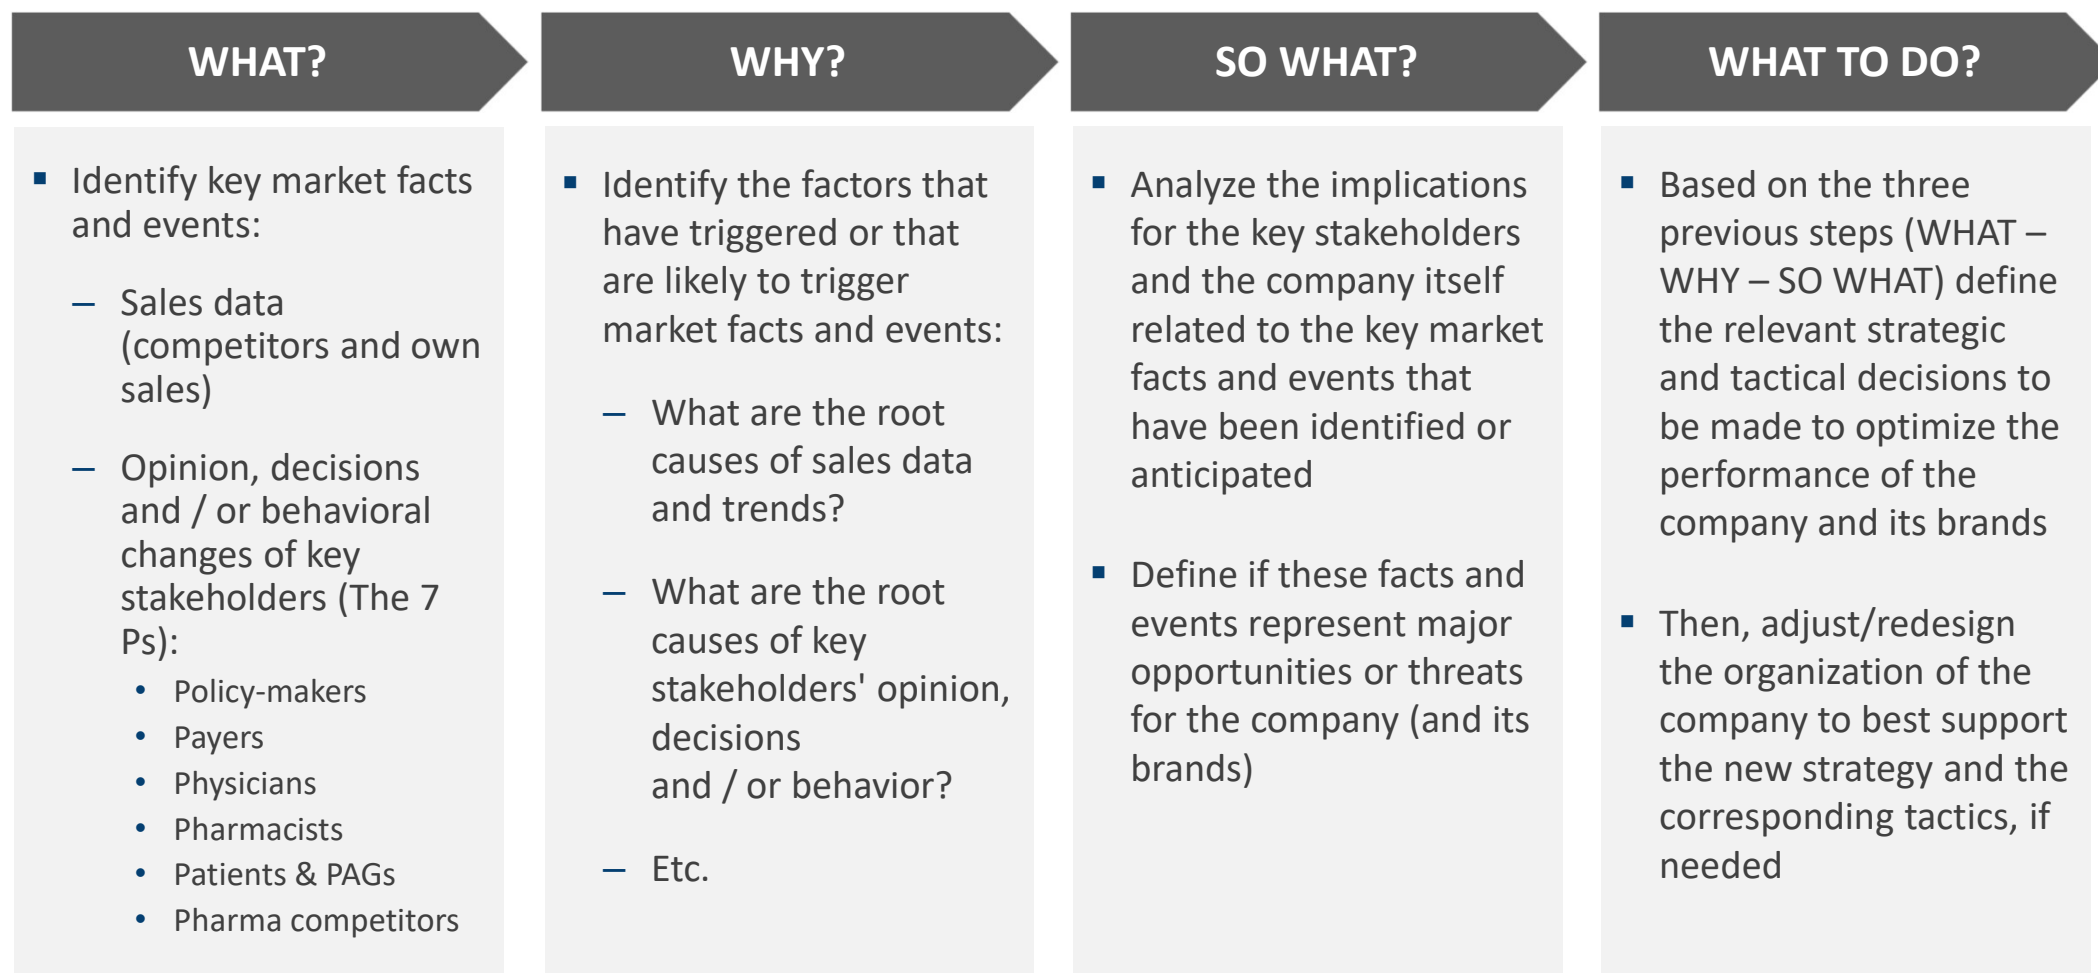 WHAT?
▪ Identify key market facts
and events:
– Sales data
(competitors and own
sales)
– Opinion, decisions
and / or behavioral
changes of key
stakeholders (The 7
Ps):
• Policy-makers
• Payers
• Physicians
• Pharmacists
• Patients & PAGs
• Pharma competitors
WHY?
▪ Identify the factors that
have triggered or that
are likely to trigger
market facts and events:
– What are the root
causes of sales data
and trends?
– What are the root
causes of key
stakeholders' opinion,
decisions
and / or behavior?
– Etc.
SO WHAT?
▪ Analyze the implications
for the key stakeholders
and the company itself
related to the key market
facts and events that
have been identified or
anticipated
▪ Define if these facts and
events represent major
opportunities or threats
for the company (and its
brands)
WHAT TO DO?
▪ Based on the three
previous steps (WHAT –
WHY – SO WHAT) define
the relevant strategic
and tactical decisions to
be made to optimize the
performance of the
company and its brands
▪ Then, adjust/redesign
the organization of the
company to best support
the new strategy and the
corresponding tactics, if
needed